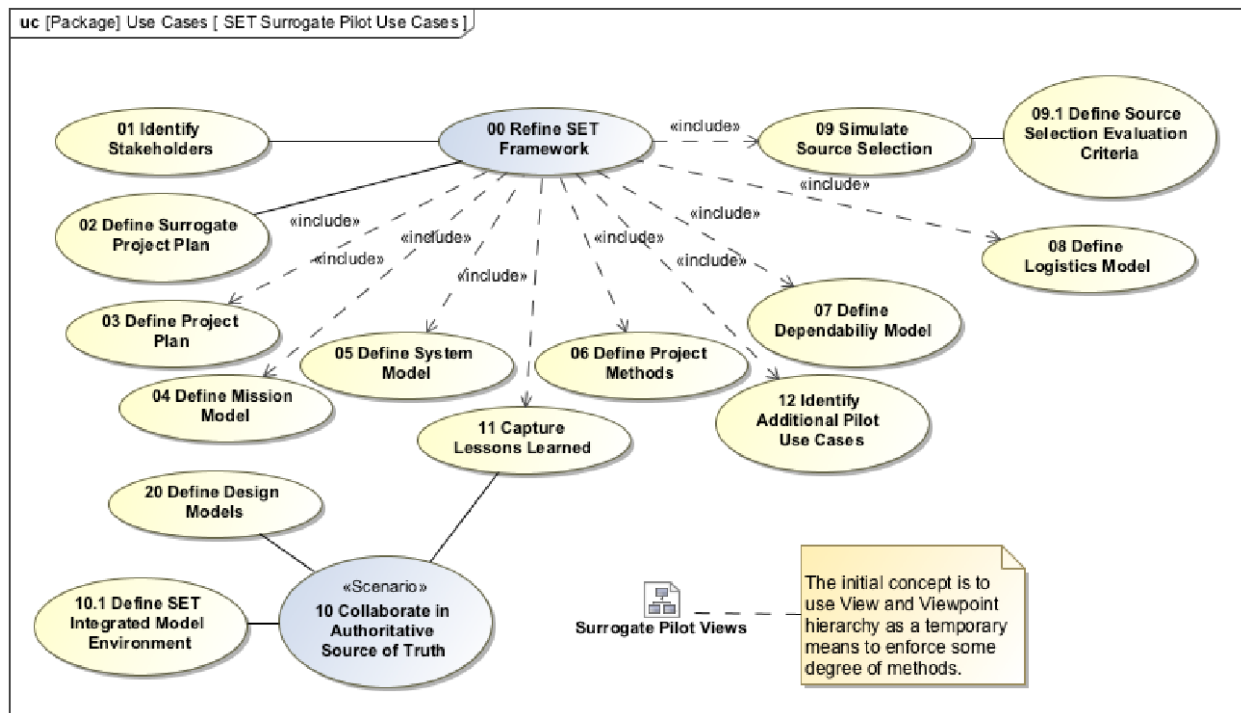 uc [Package] Use Cases [ SET Surrogate Pilot Use Cases ]
01 Identify
Stakeholders
00 Refine SET
Framework
«include»
09 Simulate
Source Selection
09.1 Define Source
Selection Evaluation
Criteria
«include»
02 Define Surrogate
Project Plan
«include»
«include»
«include»
«include»
«include»
«include»
08 Define
Logistics Model
03 Define Project
Plan
05 Define System
Model
06 Define Project
Methods
07 Define
Dependabiliy Model
04 Define Mission
Model
11 Capture
Lessons Learned
12 Identify
Additional Pilot
Use Cases
20 Define Design
Models
10.1 Define SET
Integrated Model
Environment
«Scenario»
10 Collaborate in
Authoritative
Source of Truth
Surrogate Pilot Views
The initial concept is to
use View and Viewpoint
hierarchy as a temporary
means to enforce some
degree of methods.